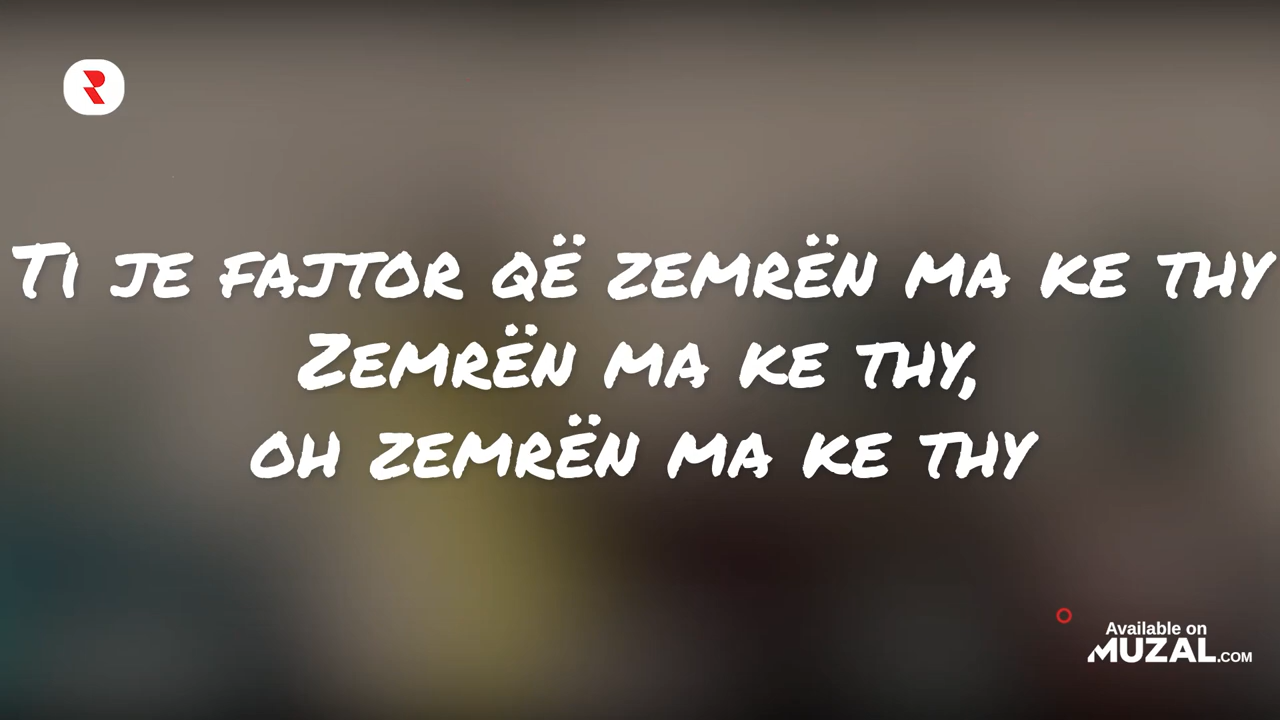 Ti je fajtor që zemrën ma ke thy
Zemrën ma ke thy,
oh zemrën ma ke thy
Available on
MUZAL.COM